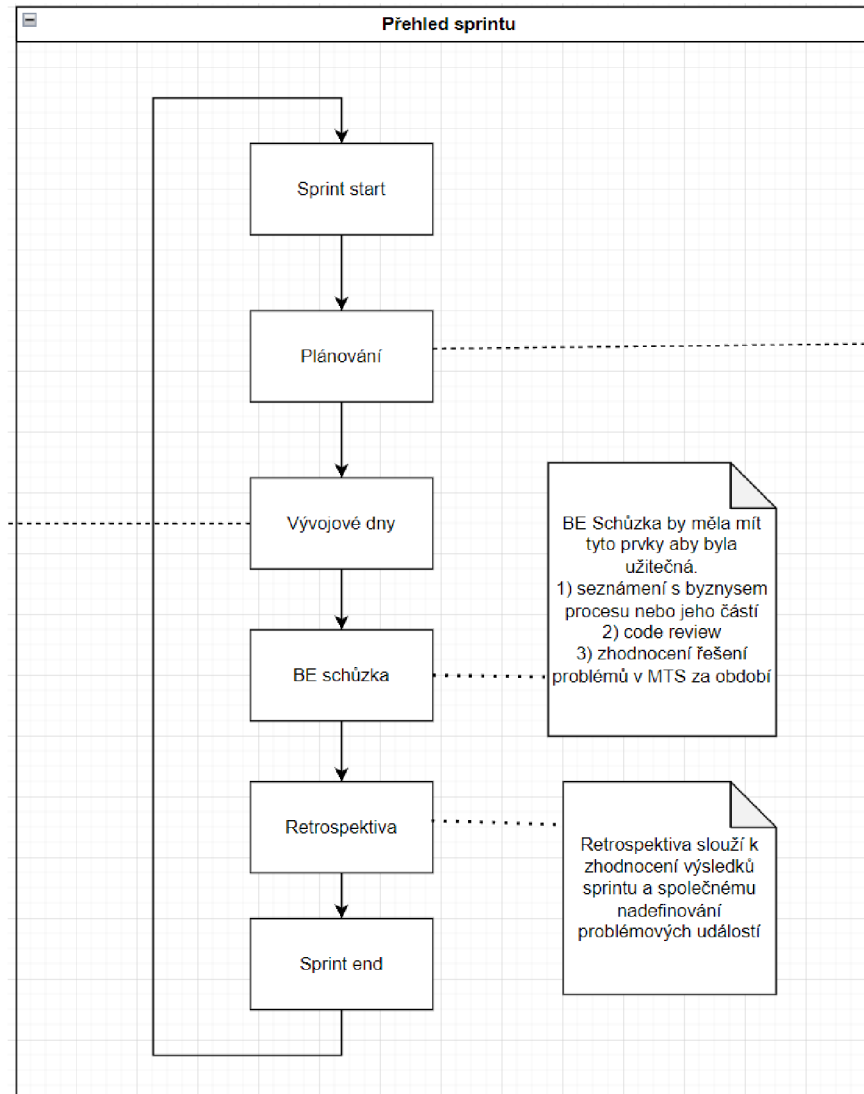 Přehled sprintu
Sprint start
Plánování
Vývojové dny
BE schůzka
BE Schůzka by měla mít
tyto prvky aby byla
užitečná.
1) seznámení s byznysem
procesu nebo jeho částí
2) code review
3) zhodnocení řešení
problémů v MTS za období
Retrospektiva
Retrospektiva slouží k
zhodnocení výsledků
sprintu a společnému
nadefinování
problémových událostí
Sprint end